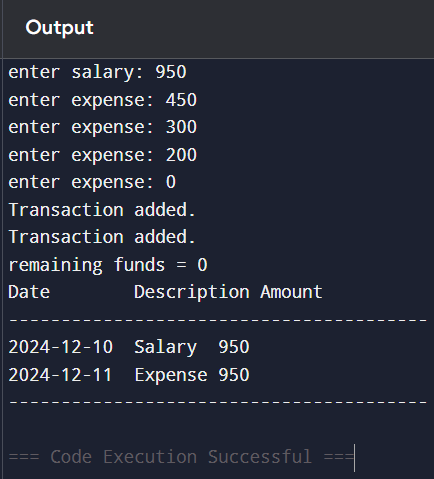 Output
enter salary: 950
enter expense: 450
enter expense: 300
enter expense: 200
enter expense: 0
Transaction added.
Transaction added.
remaining funds = 0
Date        Description Amount
----------------------------------------
2024-12-10  Salary  950
2024-12-11  Expense 950
----------------------------------------
=== Code Execution Successful ===